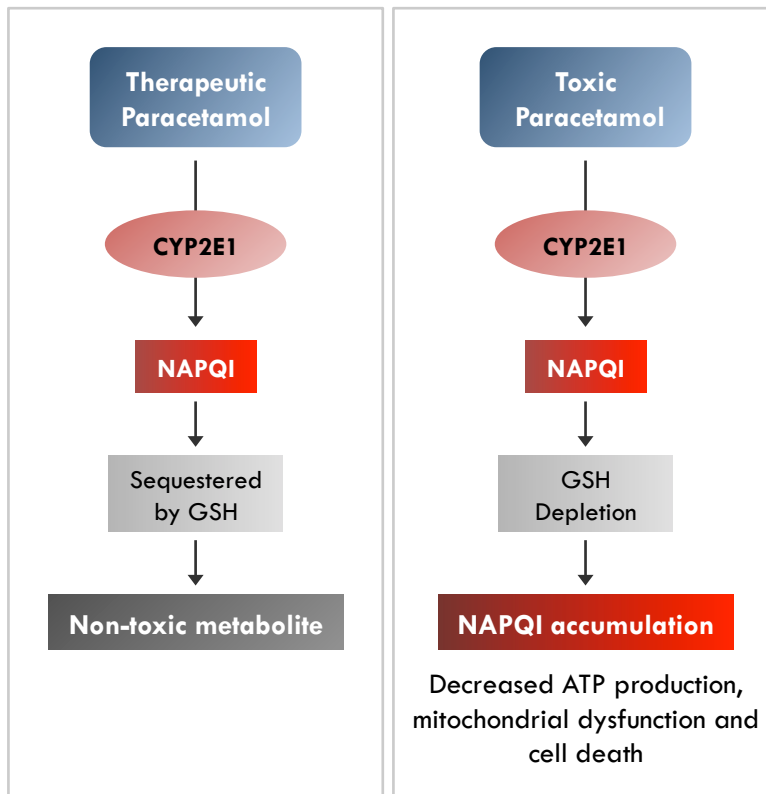 Therapeutic
Paracetamol
CYP2E1
NAPQI
Sequestered
by GSH
Non-toxic metabolite
Toxic
Paracetamol
CYP2E1
NAPQI
GSH
Depletion
NAPQI accumulation
Decreased ATP production,
mitochondrial dysfunction and
cell death